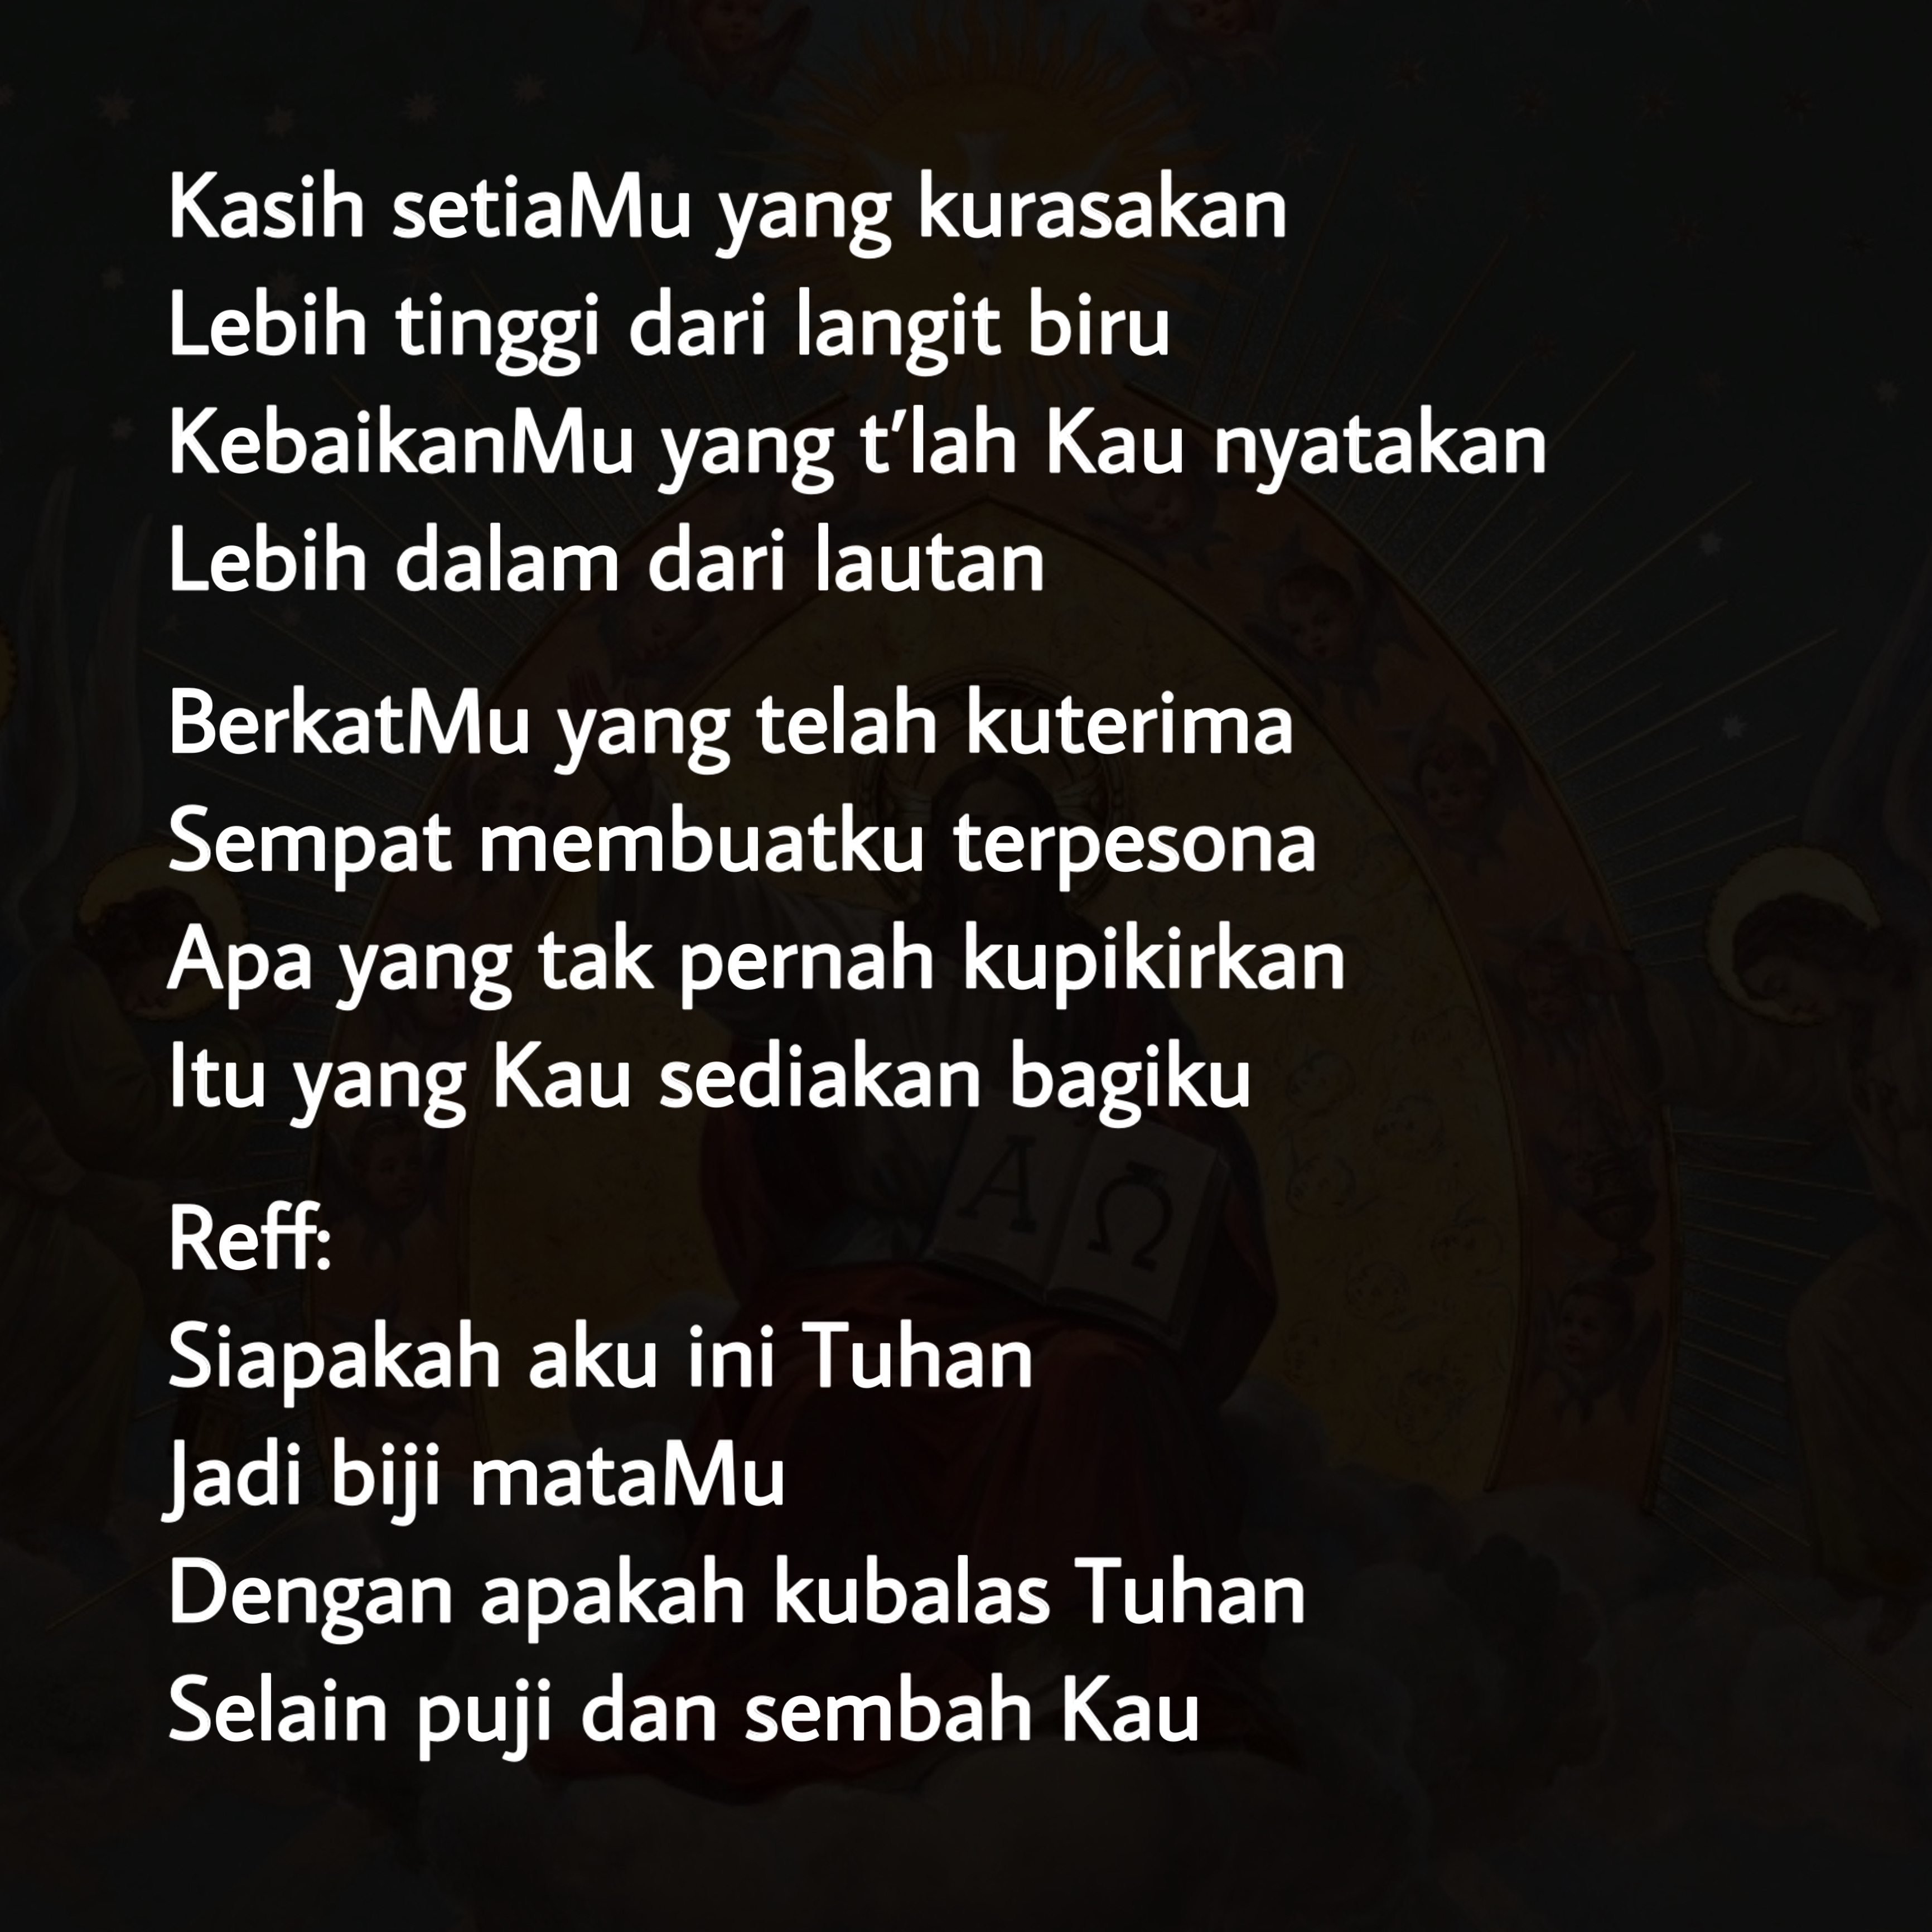 Kasih setiaMu yang kurasakan
Lebih tinggi dari langit biru
KebaikanMu yang t'lah Kau nyatakan
Lebih dalam dari lautan
BerkatMu yang telah kuterima
Sempat membuatku terpesona
Apa yang tak pernah kupikirkan
Itu yang Kau sediakan bagiku
Α Ω
Reff:
Siapakah aku ini Tuhan
Jadi biji mataMu
Dengan apakah kubalas Tuhan
Selain puji dan sembah Kau